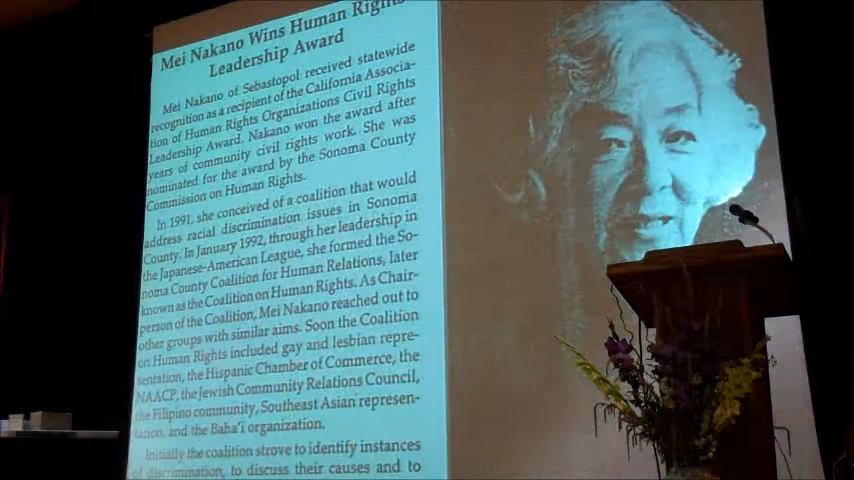 Mei Nakano Wins Human Rights
Leadership Award
Mei Nakano of Sebastopol received statewide
recognition as a recipient of the California Associa-
tion of Human Rights Organizations Civil Rights
Leadership Award. Nakano won the award after
years of community civil rights work. She was
nominated for the award by the Sonoma County
Commission on Human Rights.
In 1991, she conceived of a coalition that would
address racial discrimination issues in Sonoma
County. In January 1992, through her leadership in
the Japanese-American League, she formed the So-
noma County Coalition for Human Relations, later
known as the Coalition on Human Rights. As Chair-
person of the Coalition, Mei Nakano reached out to
other groups with similar aims. Soon the Coalition
on Human Rights included gay and lesbian repre-
sentation, the Hispanic Chamber of Commerce, the
NAACP, the Jewish Community Relations Council,
the Filipino community, Southeast Asian represen-
tation, and the Baha'i organization.
Initially the coalition strove to identify instances
of discrimination, to discuss their causes and to